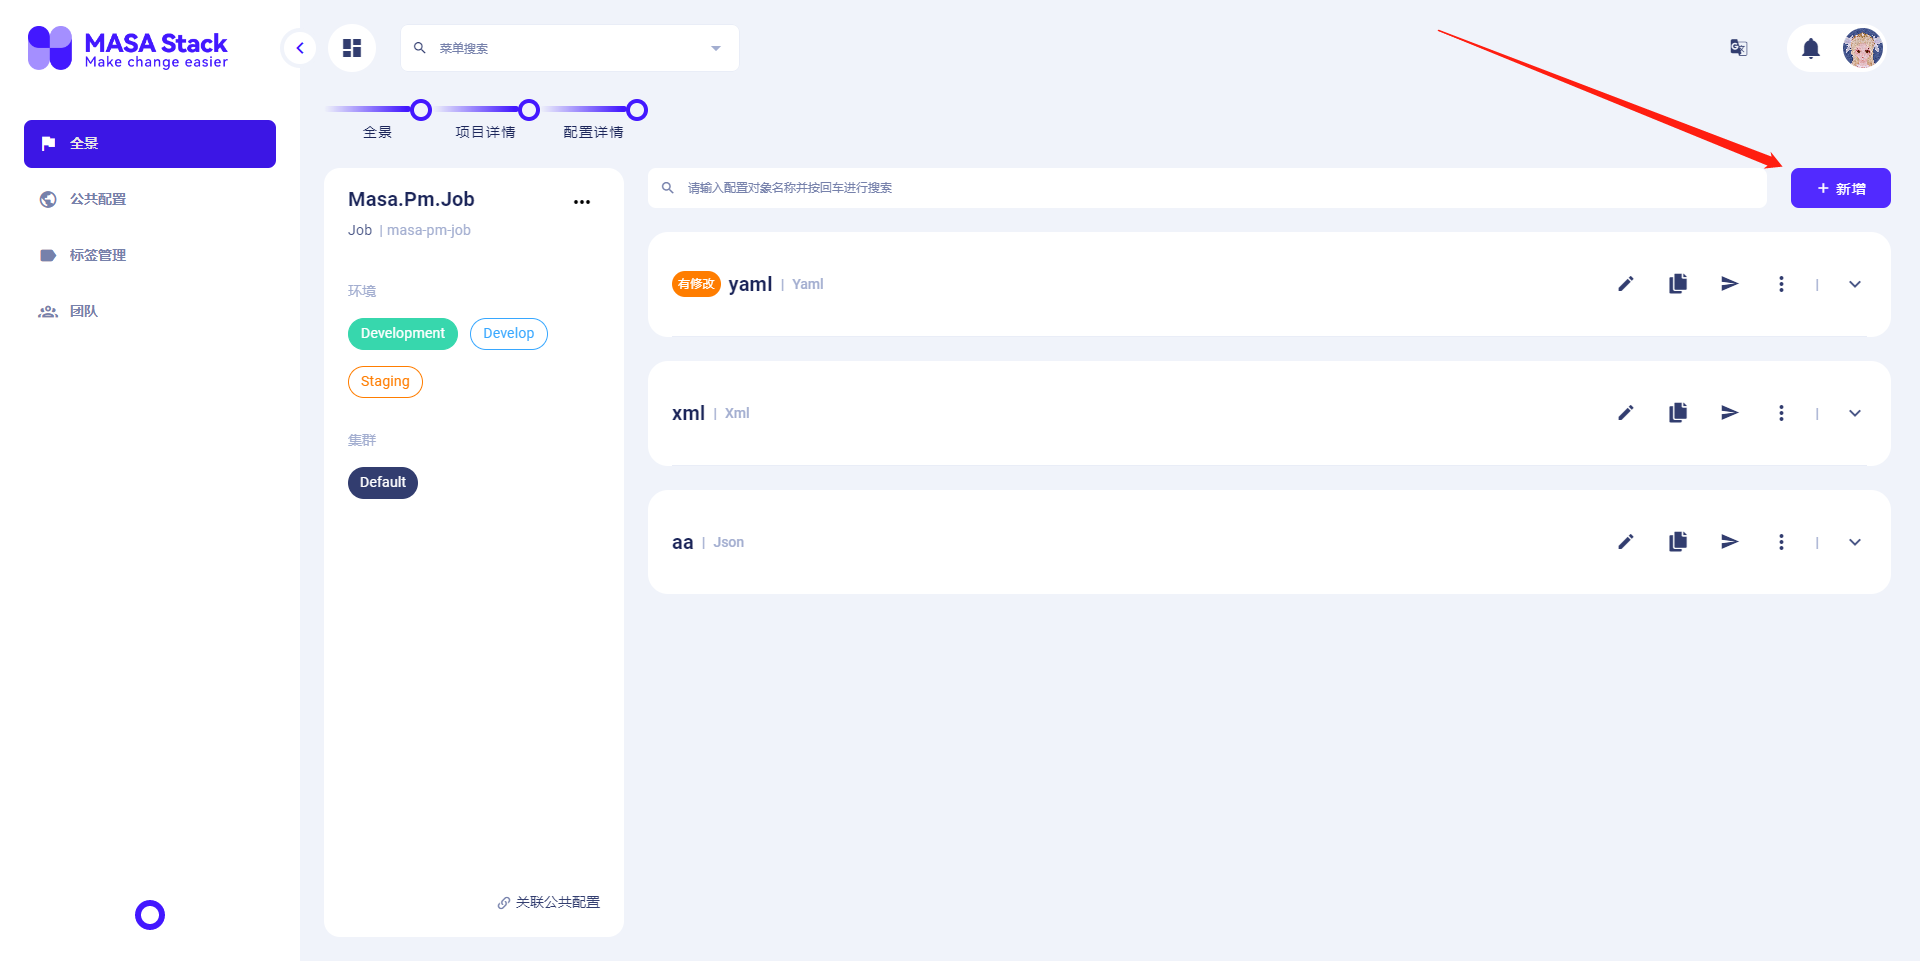 MASA Stack
Make change easier
菜单搜索
全景
公共配置
标签管理
团队
全景
项目详情
配置详情
Masa.Pm.Job
Job | masa-pm-job
环境
Development
Develop
Staging
集群
Default
关联公共配置
请输入配置对象名称并按回车进行搜索
+ 新增
有修改 yaml | Yaml
xml | Xml
aa | Json